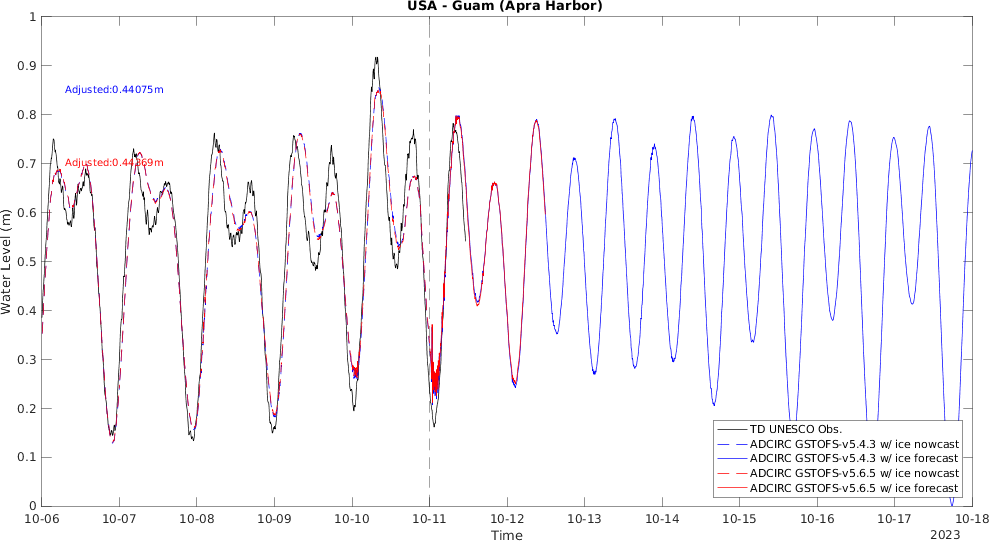 USA - Guam (Apra Harbor)
1
0.9
0.8
0.7
0.6
0.5
0.4
0.3
0.2
0.1
0
Water Level (m)
Adjusted:0.44075m
Adjusted:0.44369m
TD UNESCO Obs.
ADCIRC GSTOFS-v5.4.3 w/ ice nowcast
ADCIRC GSTOFS-v5.4.3 w/ ice forecast
ADCIRC GSTOFS-v5.6.5 w/ ice nowcast
ADCIRC GSTOFS-v5.6.5 w/ ice forecast
10-06 10-07 10-08 10-09 10-10 10-11 10-12 10-13 10-14 10-15 10-16 10-17 10-18
Time
2023